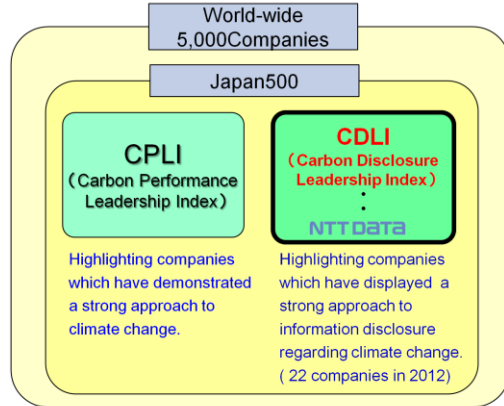 World-wide
5,000Companies
Japan500
CPLI
(Carbon Performance
Leadership Index)
Highlighting companies
which have demonstrated
a strong approach to
climate change.
CDLI
(Carbon Disclosure
Leadership Index)
:
NTT DATA
Highlighting companies
which have displayed a
strong approach to
information disclosure
regarding climate change.
( 22 companies in 2012)